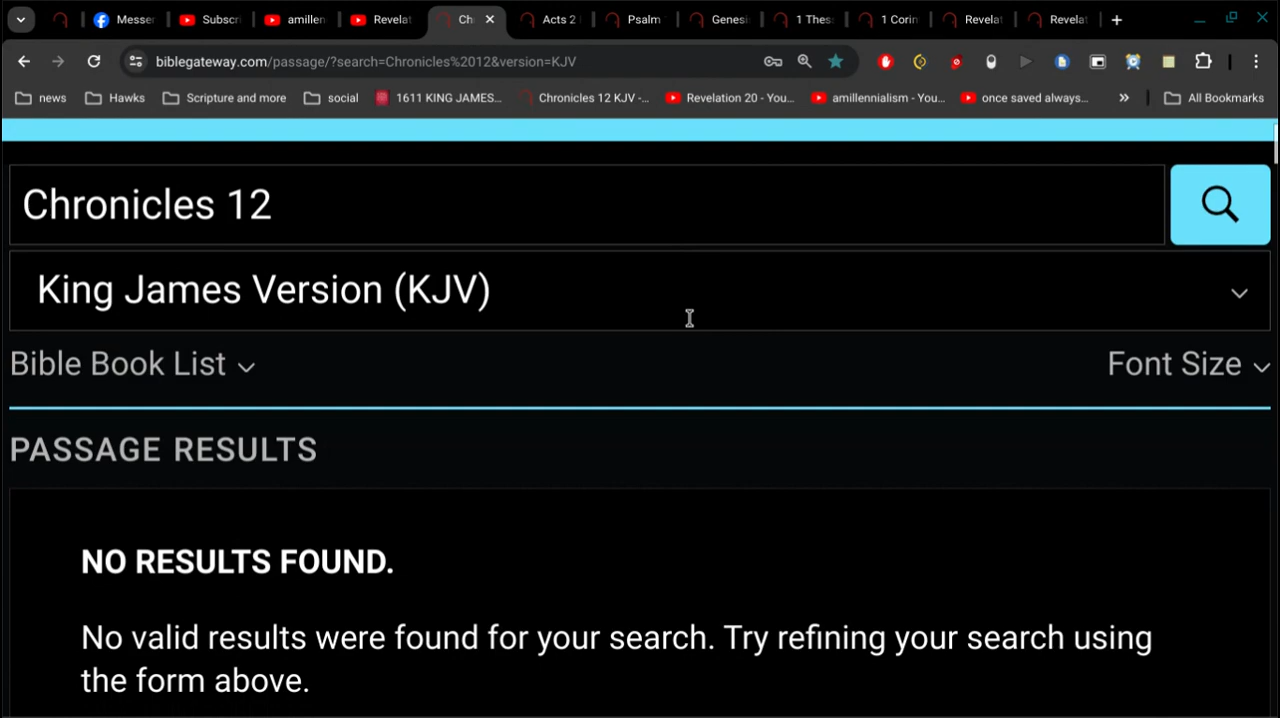 Messer
Subscri
amillen
Revelat
Ch
Acts 2
Psalm
Genesi
1 Thes
1 Corin
Revelat
Revelat
biblegateway.com/passage/?search=Chronicles%2012&version=KJV
news
Hawks
Scripture and more
social
1611 KING JAMES...
Chronicles 12 KJV -...
Revelation 20 - You...
amillennialism - You...
once saved always...
All Bookmarks
Chronicles 12
King James Version (KJV)
Bible Book List
Font Size
PASSAGE RESULTS
NO RESULTS FOUND.
No valid results were found for your search. Try refining your search using
the form above.